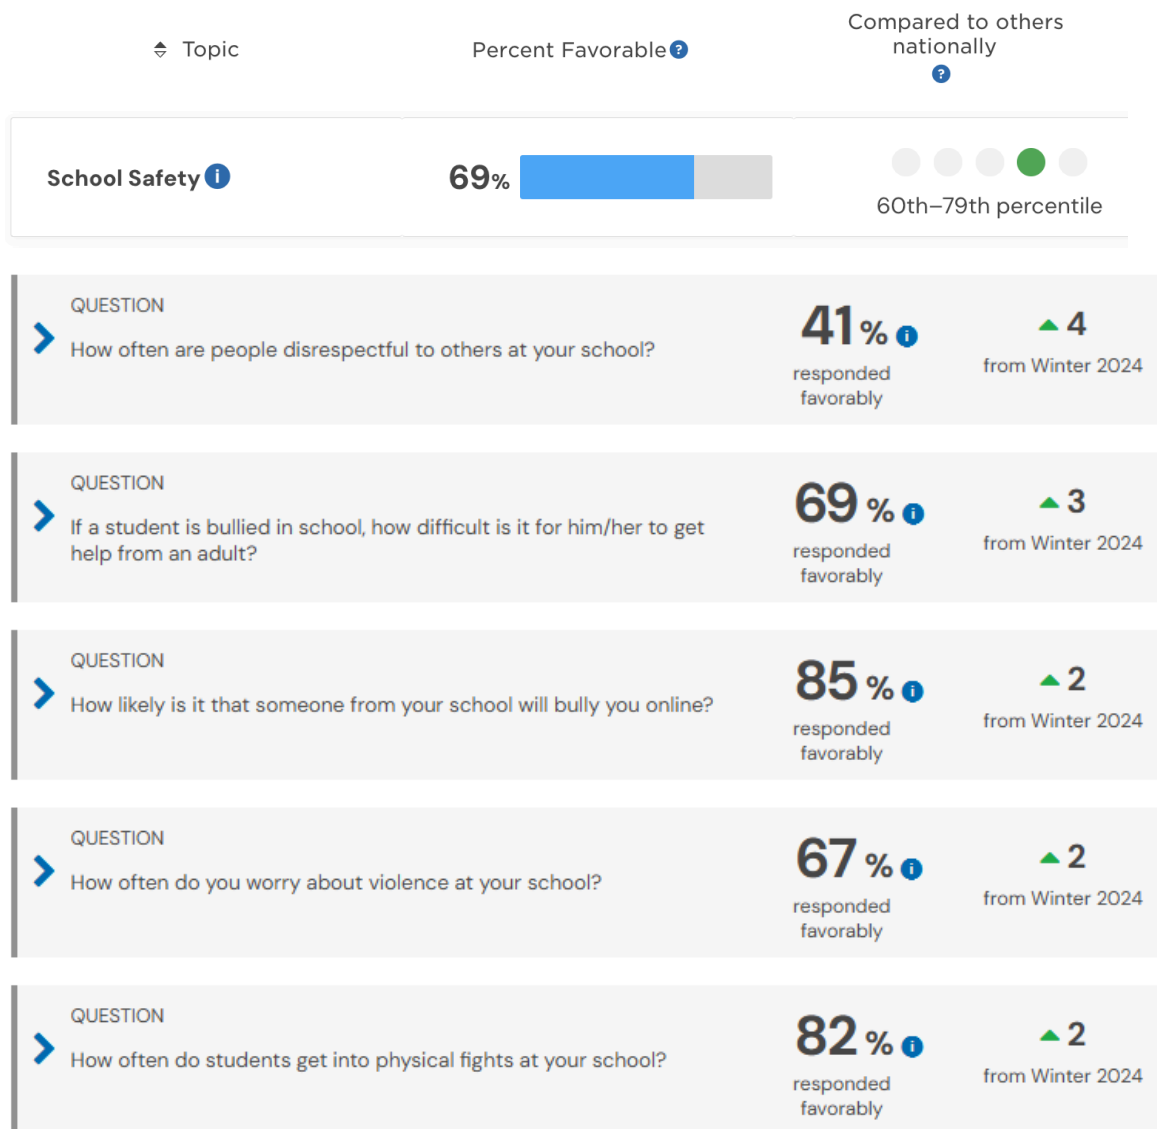 Topic
Percent Favorable ?
Compared to others
nationally
?
School Safety i
69%
60th–79th percentile
QUESTION
How often are people disrespectful to others at your school?
41 % i
responded
favorably
4
from Winter 2024
QUESTION
If a student is bullied in school, how difficult is it for him/her to get
help from an adult?
69 % i
responded
favorably
3
from Winter 2024
QUESTION
How likely is it that someone from your school will bully you online?
85 % i
responded
favorably
2
from Winter 2024
QUESTION
How often do you worry about violence at your school?
67 % i
responded
favorably
2
from Winter 2024
QUESTION
How often do students get into physical fights at your school?
82 % i
responded
favorably
2
from Winter 2024